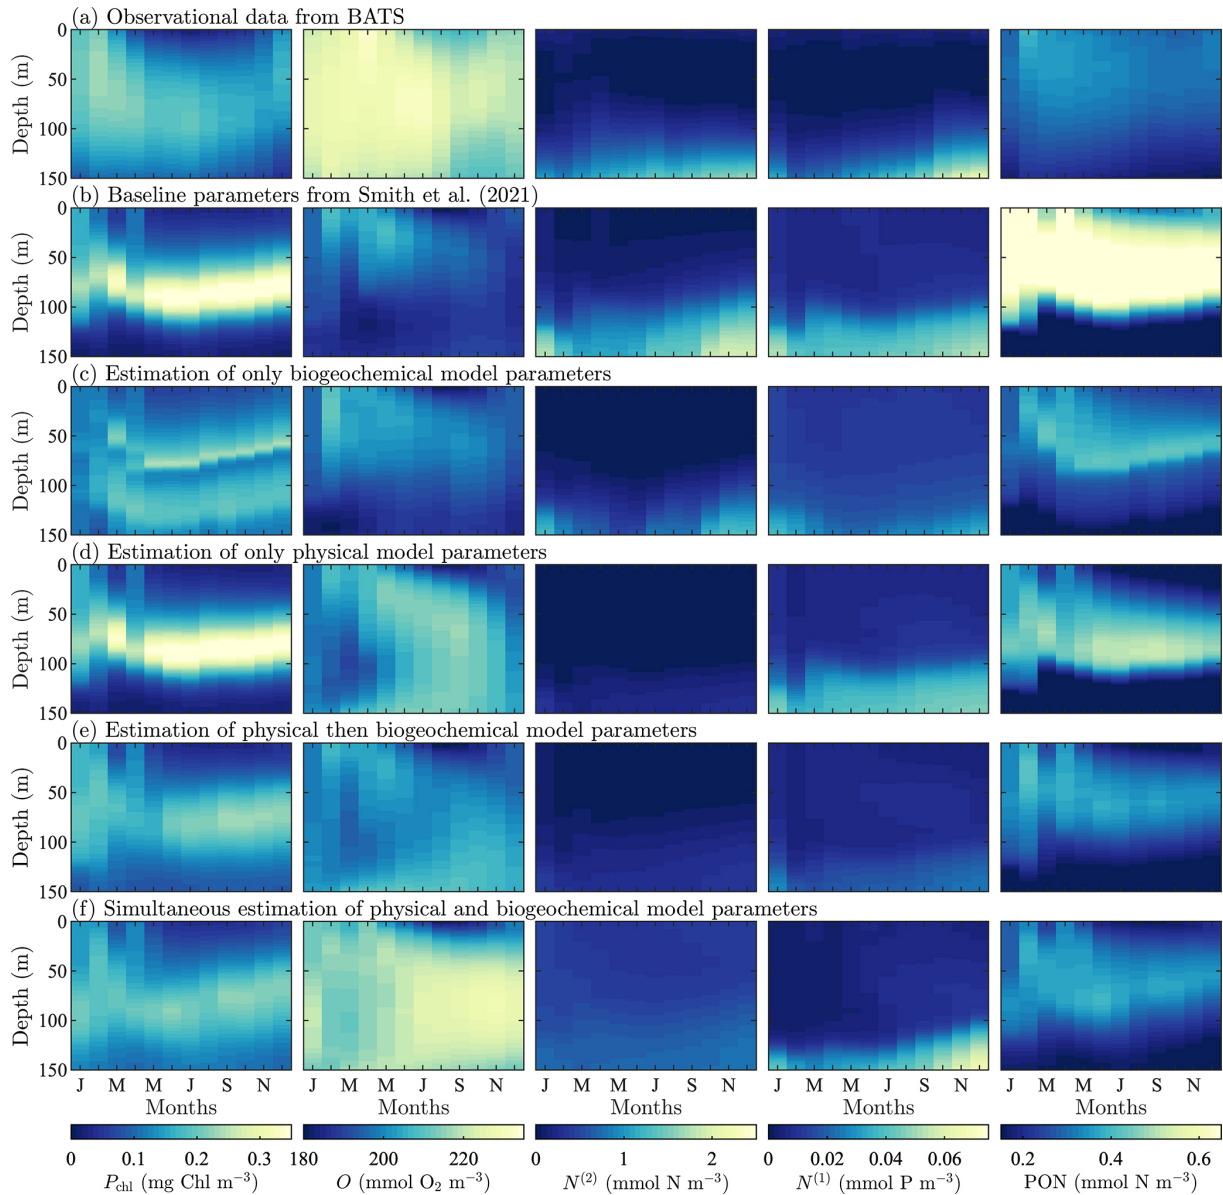 (a) Observational data from BATS
0
50
100
150
Depth (m)
(b) Baseline parameters from Smith et al. (2021)
0
50
100
150
Depth (m)
(c) Estimation of only biogeochemical model parameters
0
50
100
150
Depth (m)
(d) Estimation of only physical model parameters
0
50
100
150
Depth (m)
(e) Estimation of physical then biogeochemical model parameters
0
50
100
150
Depth (m)
(f) Simultaneous estimation of physical and biogeochemical model parameters
0
50
100
150
Depth (m)
J M M J S N J M M J S N J M M J S N J M M J S N J M M J S N
Months Months Months Months Months
0 0.1 0.2 0.3 180 200 220 0 1 2 0 0.02 0.04 0.06 0.2 0.4 0.6
P_chl (mg Chl m⁻³) O (mmol O₂ m⁻³) N⁽²⁾ (mmol N m⁻³) N⁽¹⁾ (mmol P m⁻³) PON (mmol N m⁻³)